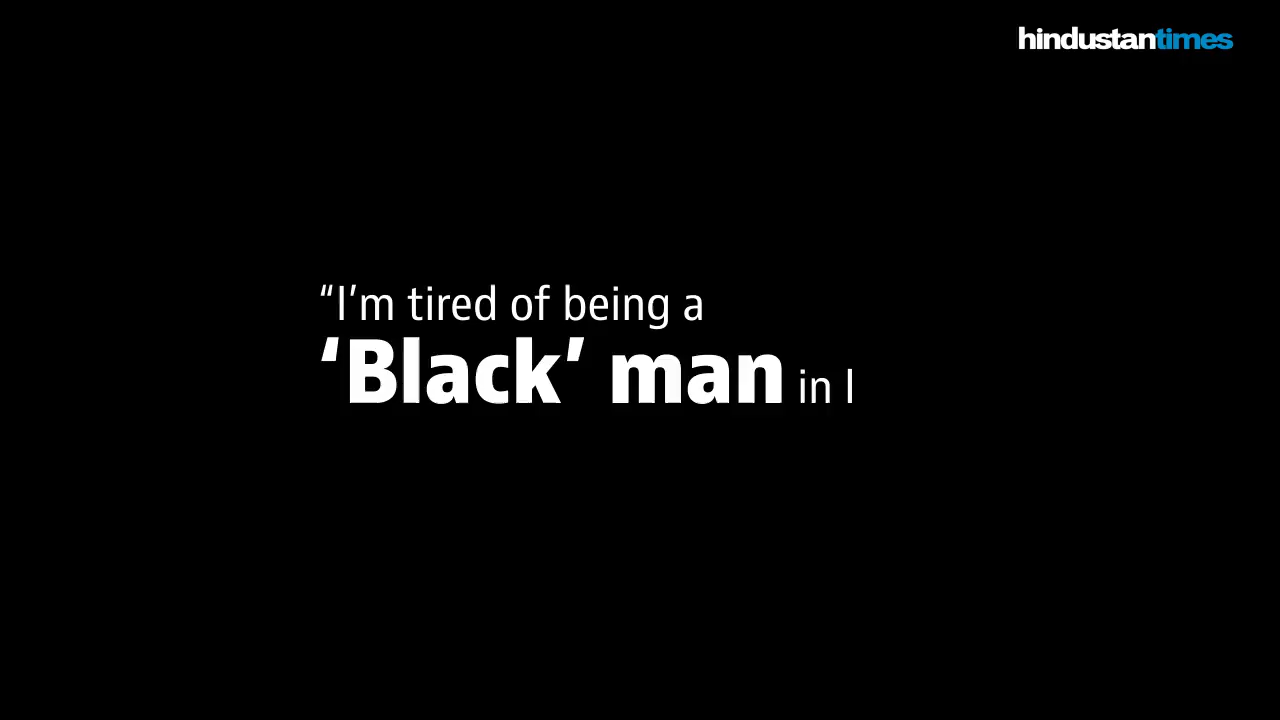 hindustantimes
“I’m tired of being a
‘Black’ man in I